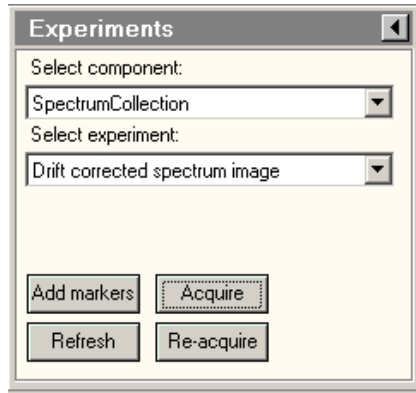 Experiments
Select component:
SpectrumCollection
Select experiment:
Drift corrected spectrum image
Add markers Acquire
Refresh Re-acquire